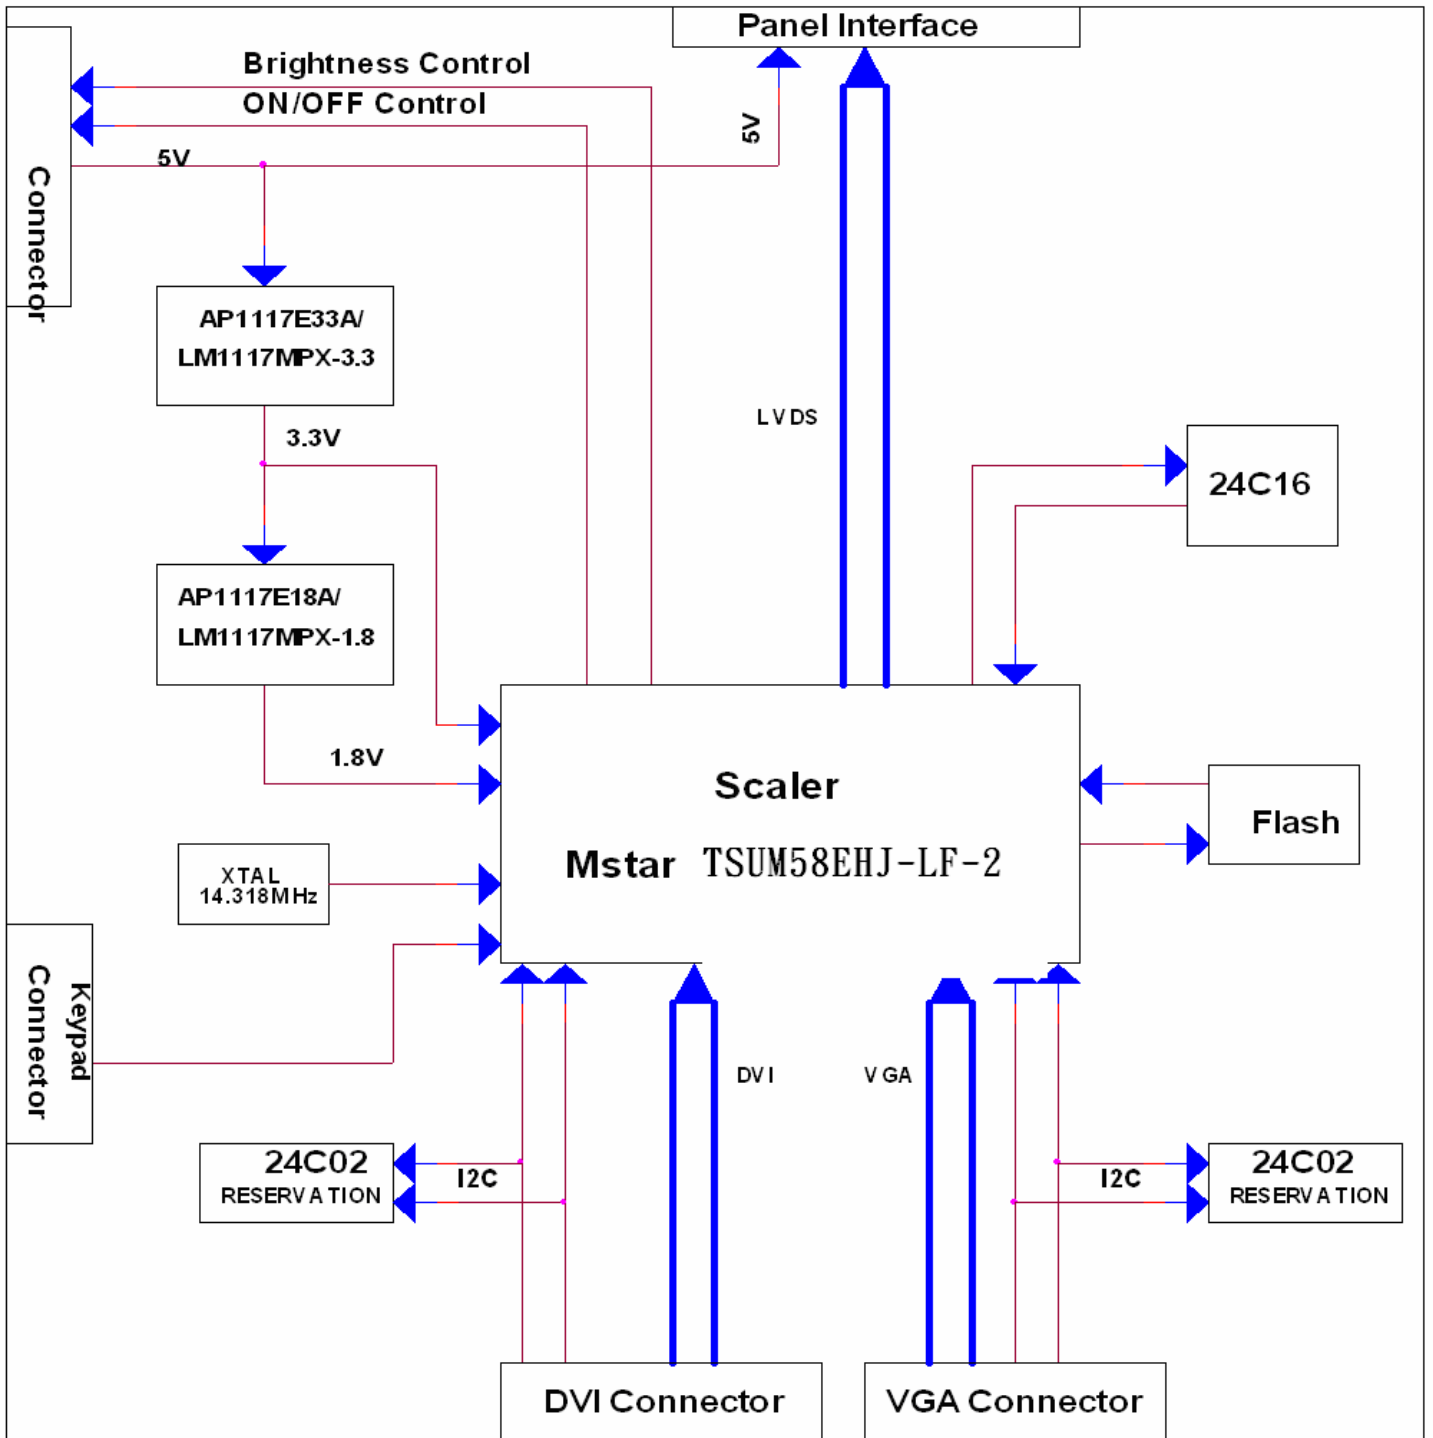 Panel Interface
Brightness Control
ON/OFF Control
5V
5V
Connector
AP1117E33A/
LM1117MPX-3.3
3.3V
LVDS
24C16
AP1117E18A/
LM1117MPX-1.8
1.8V
Scaler
Mstar TSUM58EHJ-LF-2
Flash
XTAL
14.318MHz
Keypad
Connector
DVI
VGA
24C02
RESERVATION
I2C
I2C
24C02
RESERVATION
DVI Connector
VGA Connector